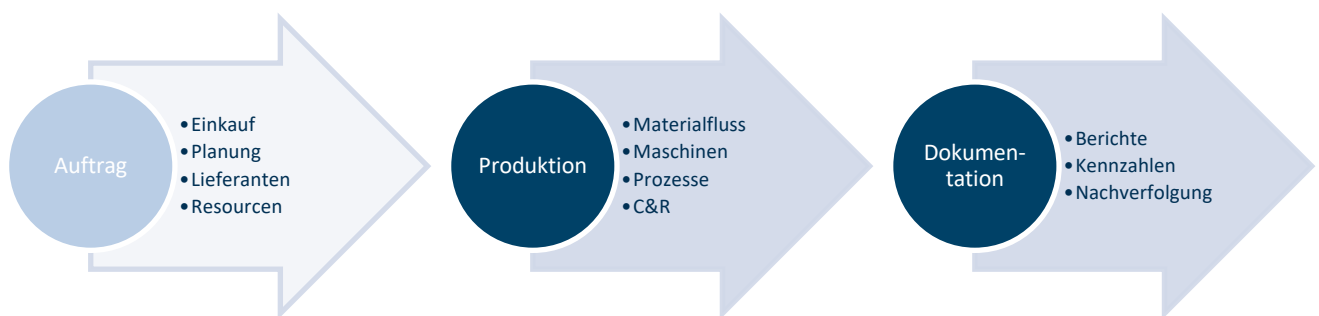 Auftrag
• Einkauf
• Planung
• Lieferanten
• Resourcen
Produktion
• Materialfluss
• Maschinen
• Prozesse
• C&R
Dokumen-
tation
• Berichte
• Kennzahlen
• Nachverfolgung